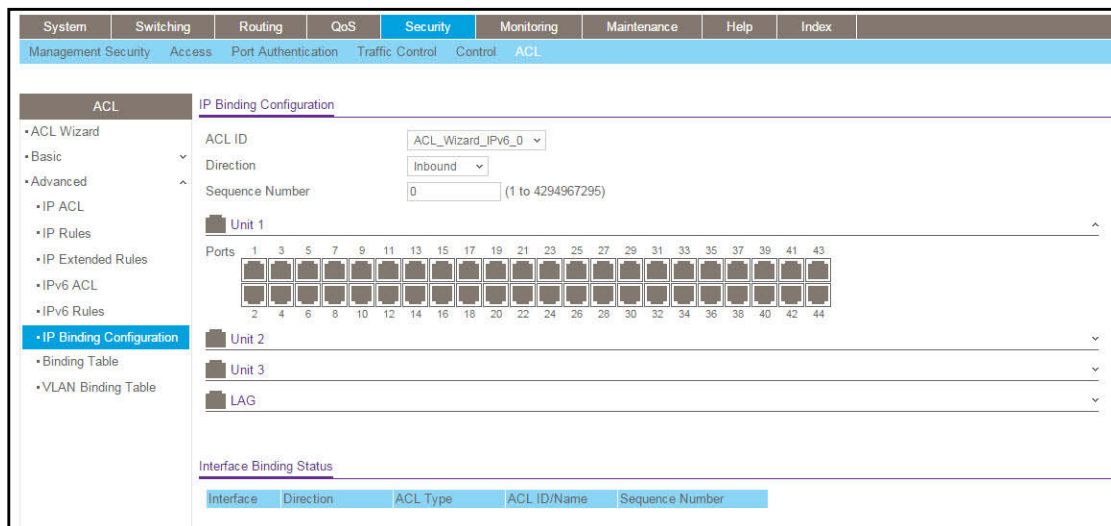 System Switching Routing QoS Security Monitoring Maintenance Help Index
Management Security Access Port Authentication Traffic Control Control ACL
ACL
ACL Wizard
Basic
Advanced
IP ACL
IP Rules
IP Extended Rules
IPv6 ACL
IPv6 Rules
IP Binding Configuration
Binding Table
VLAN Binding Table
IP Binding Configuration
ACL ID ACL_Wizard_IPv6_0
Direction Inbound
Sequence Number 0 (1 to 4294967295)
Unit 1
Ports 1 3 5 7 9 11 13 15 17 19 21 23 25 27 29 31 33 35 37 39 41 43
2 4 6 8 10 12 14 16 18 20 22 24 26 28 30 32 34 36 38 40 42 44
Unit 2
Unit 3
LAG
Interface Binding Status
Interface Direction ACL Type ACL ID/Name Sequence Number